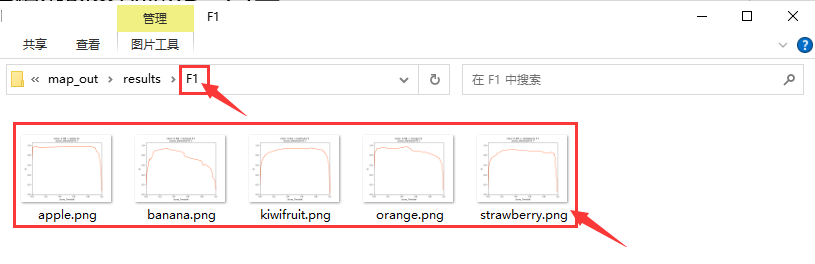 管理
F1
共享
查看
图片工具
map_out
results
F1
在 F1 中搜索
apple.png
banana.png
kiwifruit.png
orange.png
strawberry.png